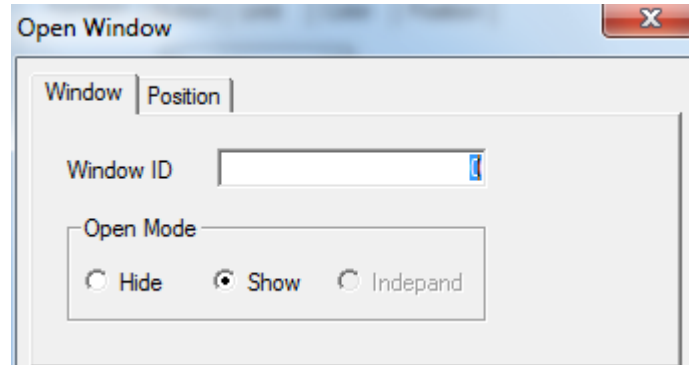 Open Window
Window Position
Window ID 0
Open Mode
Hide Show Indepand